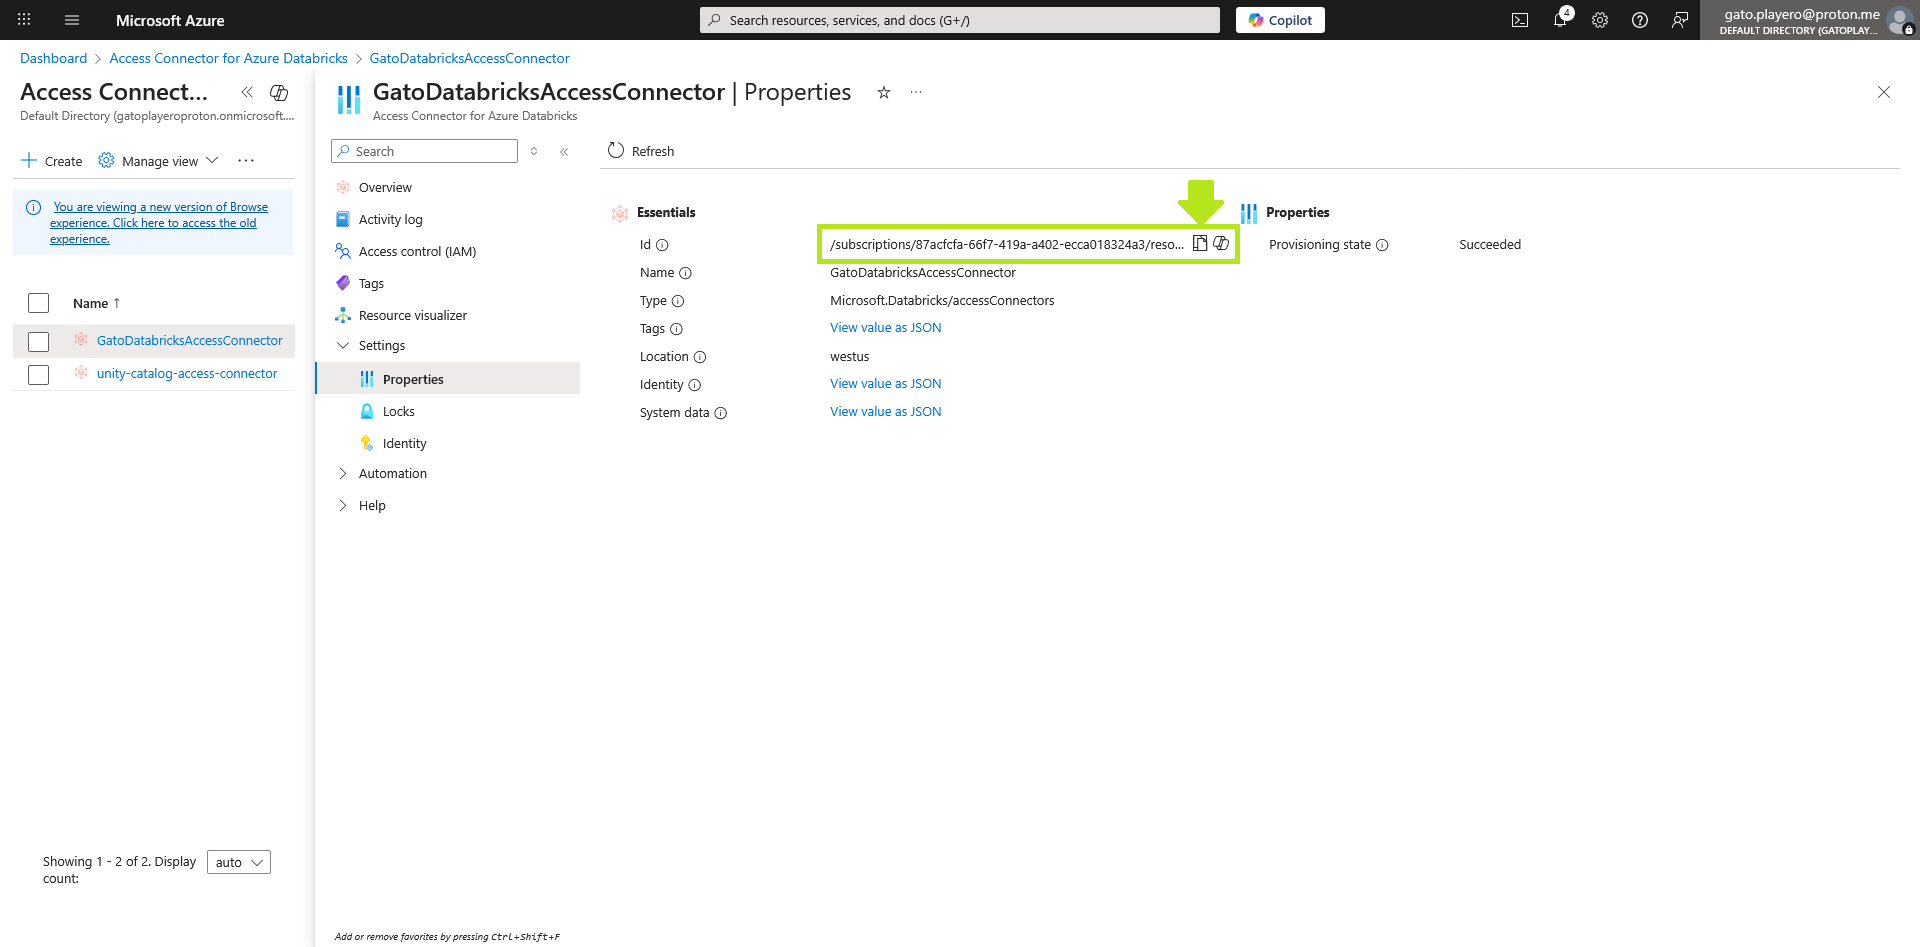 Microsoft Azure
Search resources, services, and docs (G+/)
Copilot
4
gato.playero@proton.me
DEFAULT DIRECTORY (GATOPLAY...
Dashboard > Access Connector for Azure Databricks > GatoDatabricksAccessConnector
Access Connect...
Default Directory (gatoplayeroproton.onmicrosoft....
Create
Manage view
You are viewing a new version of Browse
experience. Click here to access the old
experience.
Name ↑
GatoDatabricksAccessConnector
unity-catalog-access-connector
Showing 1 - 2 of 2. Display
count:
auto
GatoDatabricksAccessConnector | Properties
Access Connector for Azure Databricks
Search
Overview
Activity log
Access control (IAM)
Tags
Resource visualizer
Settings
Properties
Locks
Identity
Automation
Help
Add or remove favorites by pressing Ctrl+Shift+F
Refresh
Essentials
Id
/subscriptions/87acfcfa-66f7-419a-a402-ecca018324a3/reso...
Name
GatoDatabricksAccessConnector
Type
Microsoft.Databricks/accessConnectors
Tags
View value as JSON
Location
westus
Identity
View value as JSON
System data
View value as JSON
Properties
Provisioning state
Succeeded